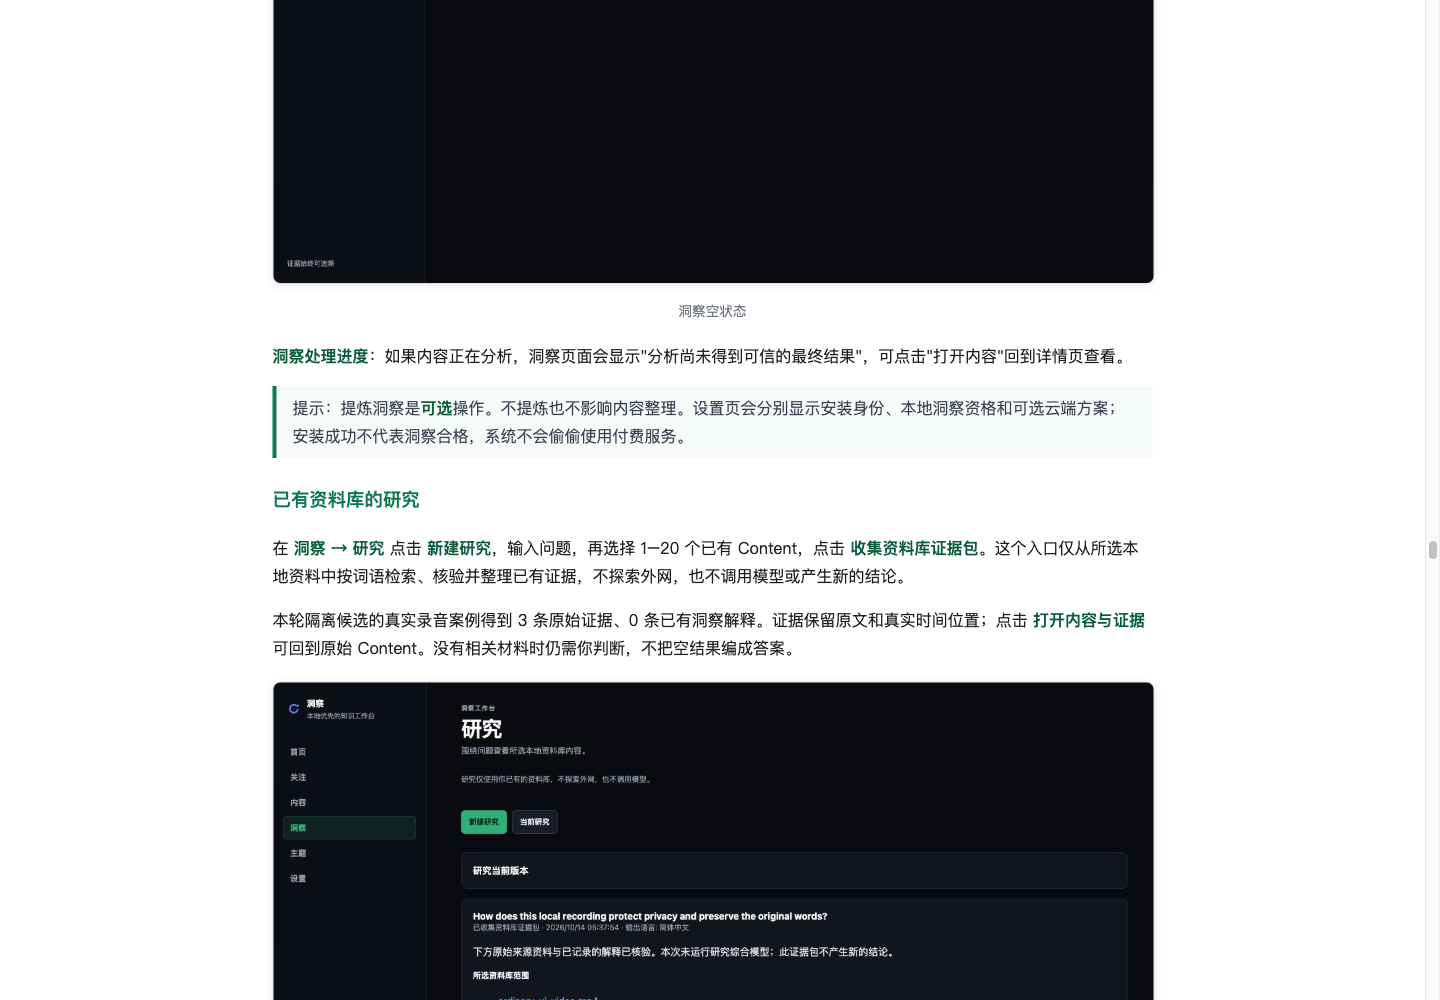 证据始终可追溯
洞察空状态
洞察处理进度：如果内容正在分析，洞察页面会显示"分析尚未得到可信的最终结果"，可点击"打开内容"回到详情页查看。
提示：提炼洞察是可选操作。不提炼也不影响内容整理。设置页会分别显示安装身份、本地洞察资格和可选云端方案；
安装成功不代表洞察合格，系统不会偷偷使用付费服务。
已有资料库的研究
在 洞察 → 研究 点击 新建研究，输入问题，再选择 1–20 个已有 Content，点击 收集资料库证据包。这个入口仅从所选本
地资料中按词语检索、核验并整理已有证据，不探索外网，也不调用模型或产生新的结论。
本轮隔离候选的真实录音案例得到 3 条原始证据、0 条已有洞察解释。证据保留原文和真实时间位置；点击 打开内容与证据
可回到原始 Content。没有相关材料时仍需你判断，不把空结果编成答案。
洞察
本地优先的知识工作台
首页
关注
内容
洞察
主题
设置
洞察工作台
研究
围绕问题查看所选本地资料库内容。
研究仅使用你已有的资料库，不探索外网，也不调用模型。
新建研究 当前研究
研究当前版本
How does this local recording protect privacy and preserve the original words?
已收集资料库证据包 · 2026/10/14 05:37:54 · 输出语言: 简体中文
下方原始来源资料与已记录的解释已核验。本次未运行研究综合模型；此证据包不产生新的结论。
所选资料库范围